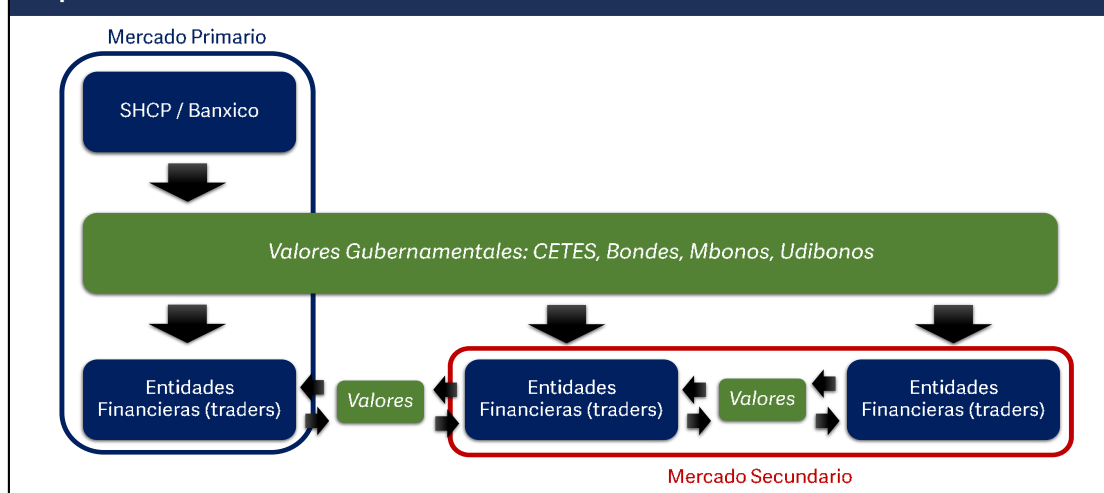 Mercado Primario
SHCP / Banxico
Valores Gubernamentales: CETES, Bondes, Mbonos, Udibonos
Entidades
Financieras (traders)
Valores
Entidades
Financieras (traders)
Valores
Entidades
Financieras (traders)
Mercado Secundario